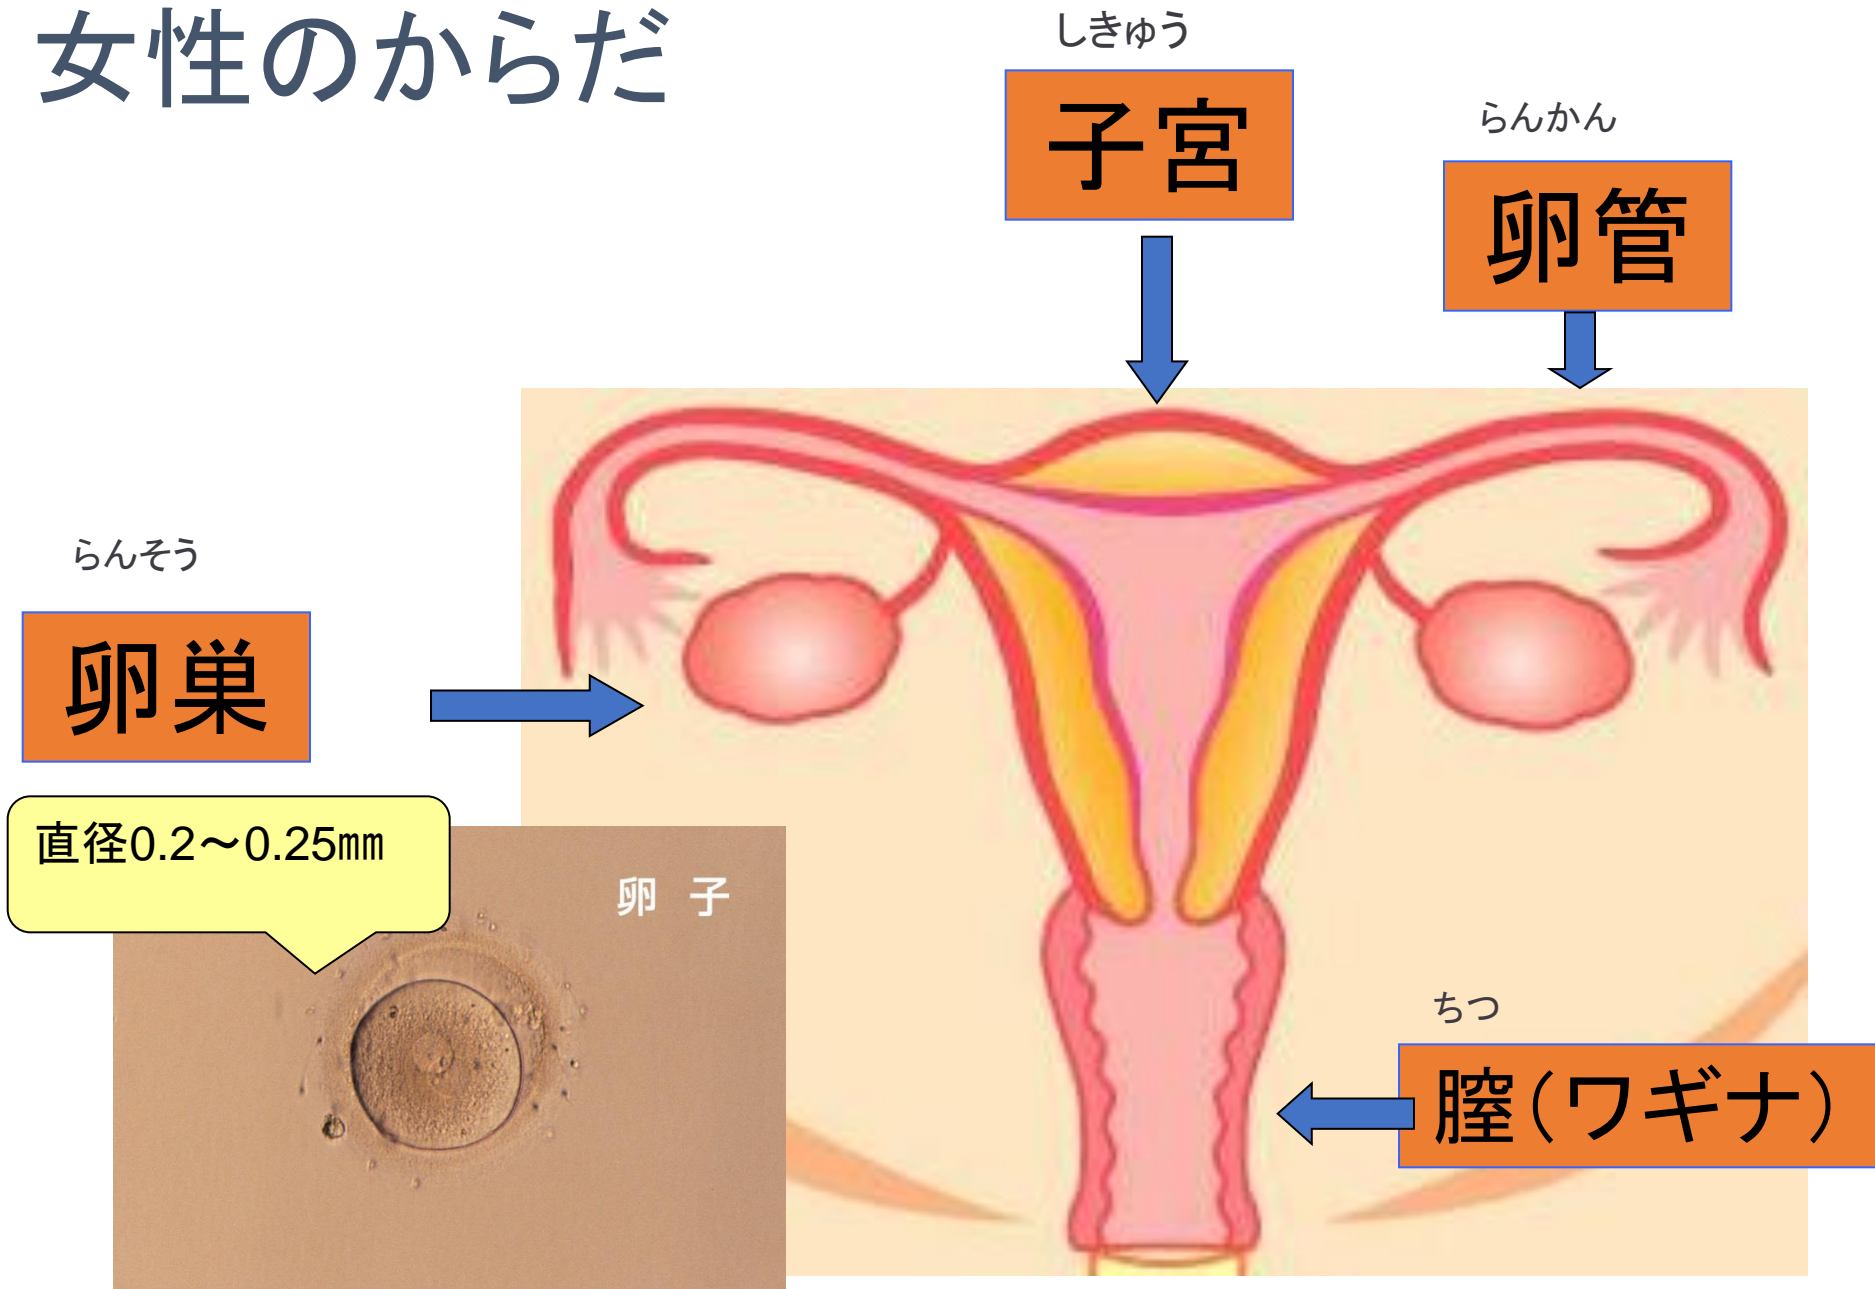 女性のからだ
しきゅう
子宮
らんかん
卵管
らんそう
卵巣
直径0.2～0.25㎜
卵 子
ちつ
膣（ワギナ）